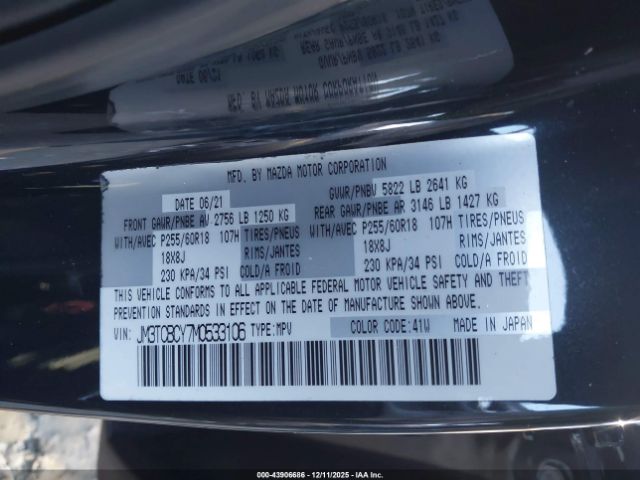 MFD. BY MAZDA MOTOR CORPORATION
DATE 06/21
GVWR/PNBV 5822 LB 2641 KG
FRONT GAWR/PNBE AV 2756 LB 1250 KG
REAR GAWR/PNBE AR 3146 LB 1427 KG
WITH/AVEC P255/60R18 107H TIRES/PNEUS
WITH/AVEC P255/60R18 107H TIRES/PNEUS
18X8J RIMS/JANTES
18X8J RIMS/JANTES
230 KPA/34 PSI COLD/A FROID
230 KPA/34 PSI COLD/A FROID
THIS VEHICLE CONFORMS TO ALL APPLICABLE FEDERAL MOTOR VEHICLE SAFETY AND THEFT
PREVENTION STANDARDS IN EFFECT ON THE DATE OF MANUFACTURE SHOWN ABOVE.
VIN: JM3TCBCY7M0533106 TYPE: MPV COLOR CODE:41W MADE IN JAPAN
00-43906686 - 12/11/2025 - IAAI.COM